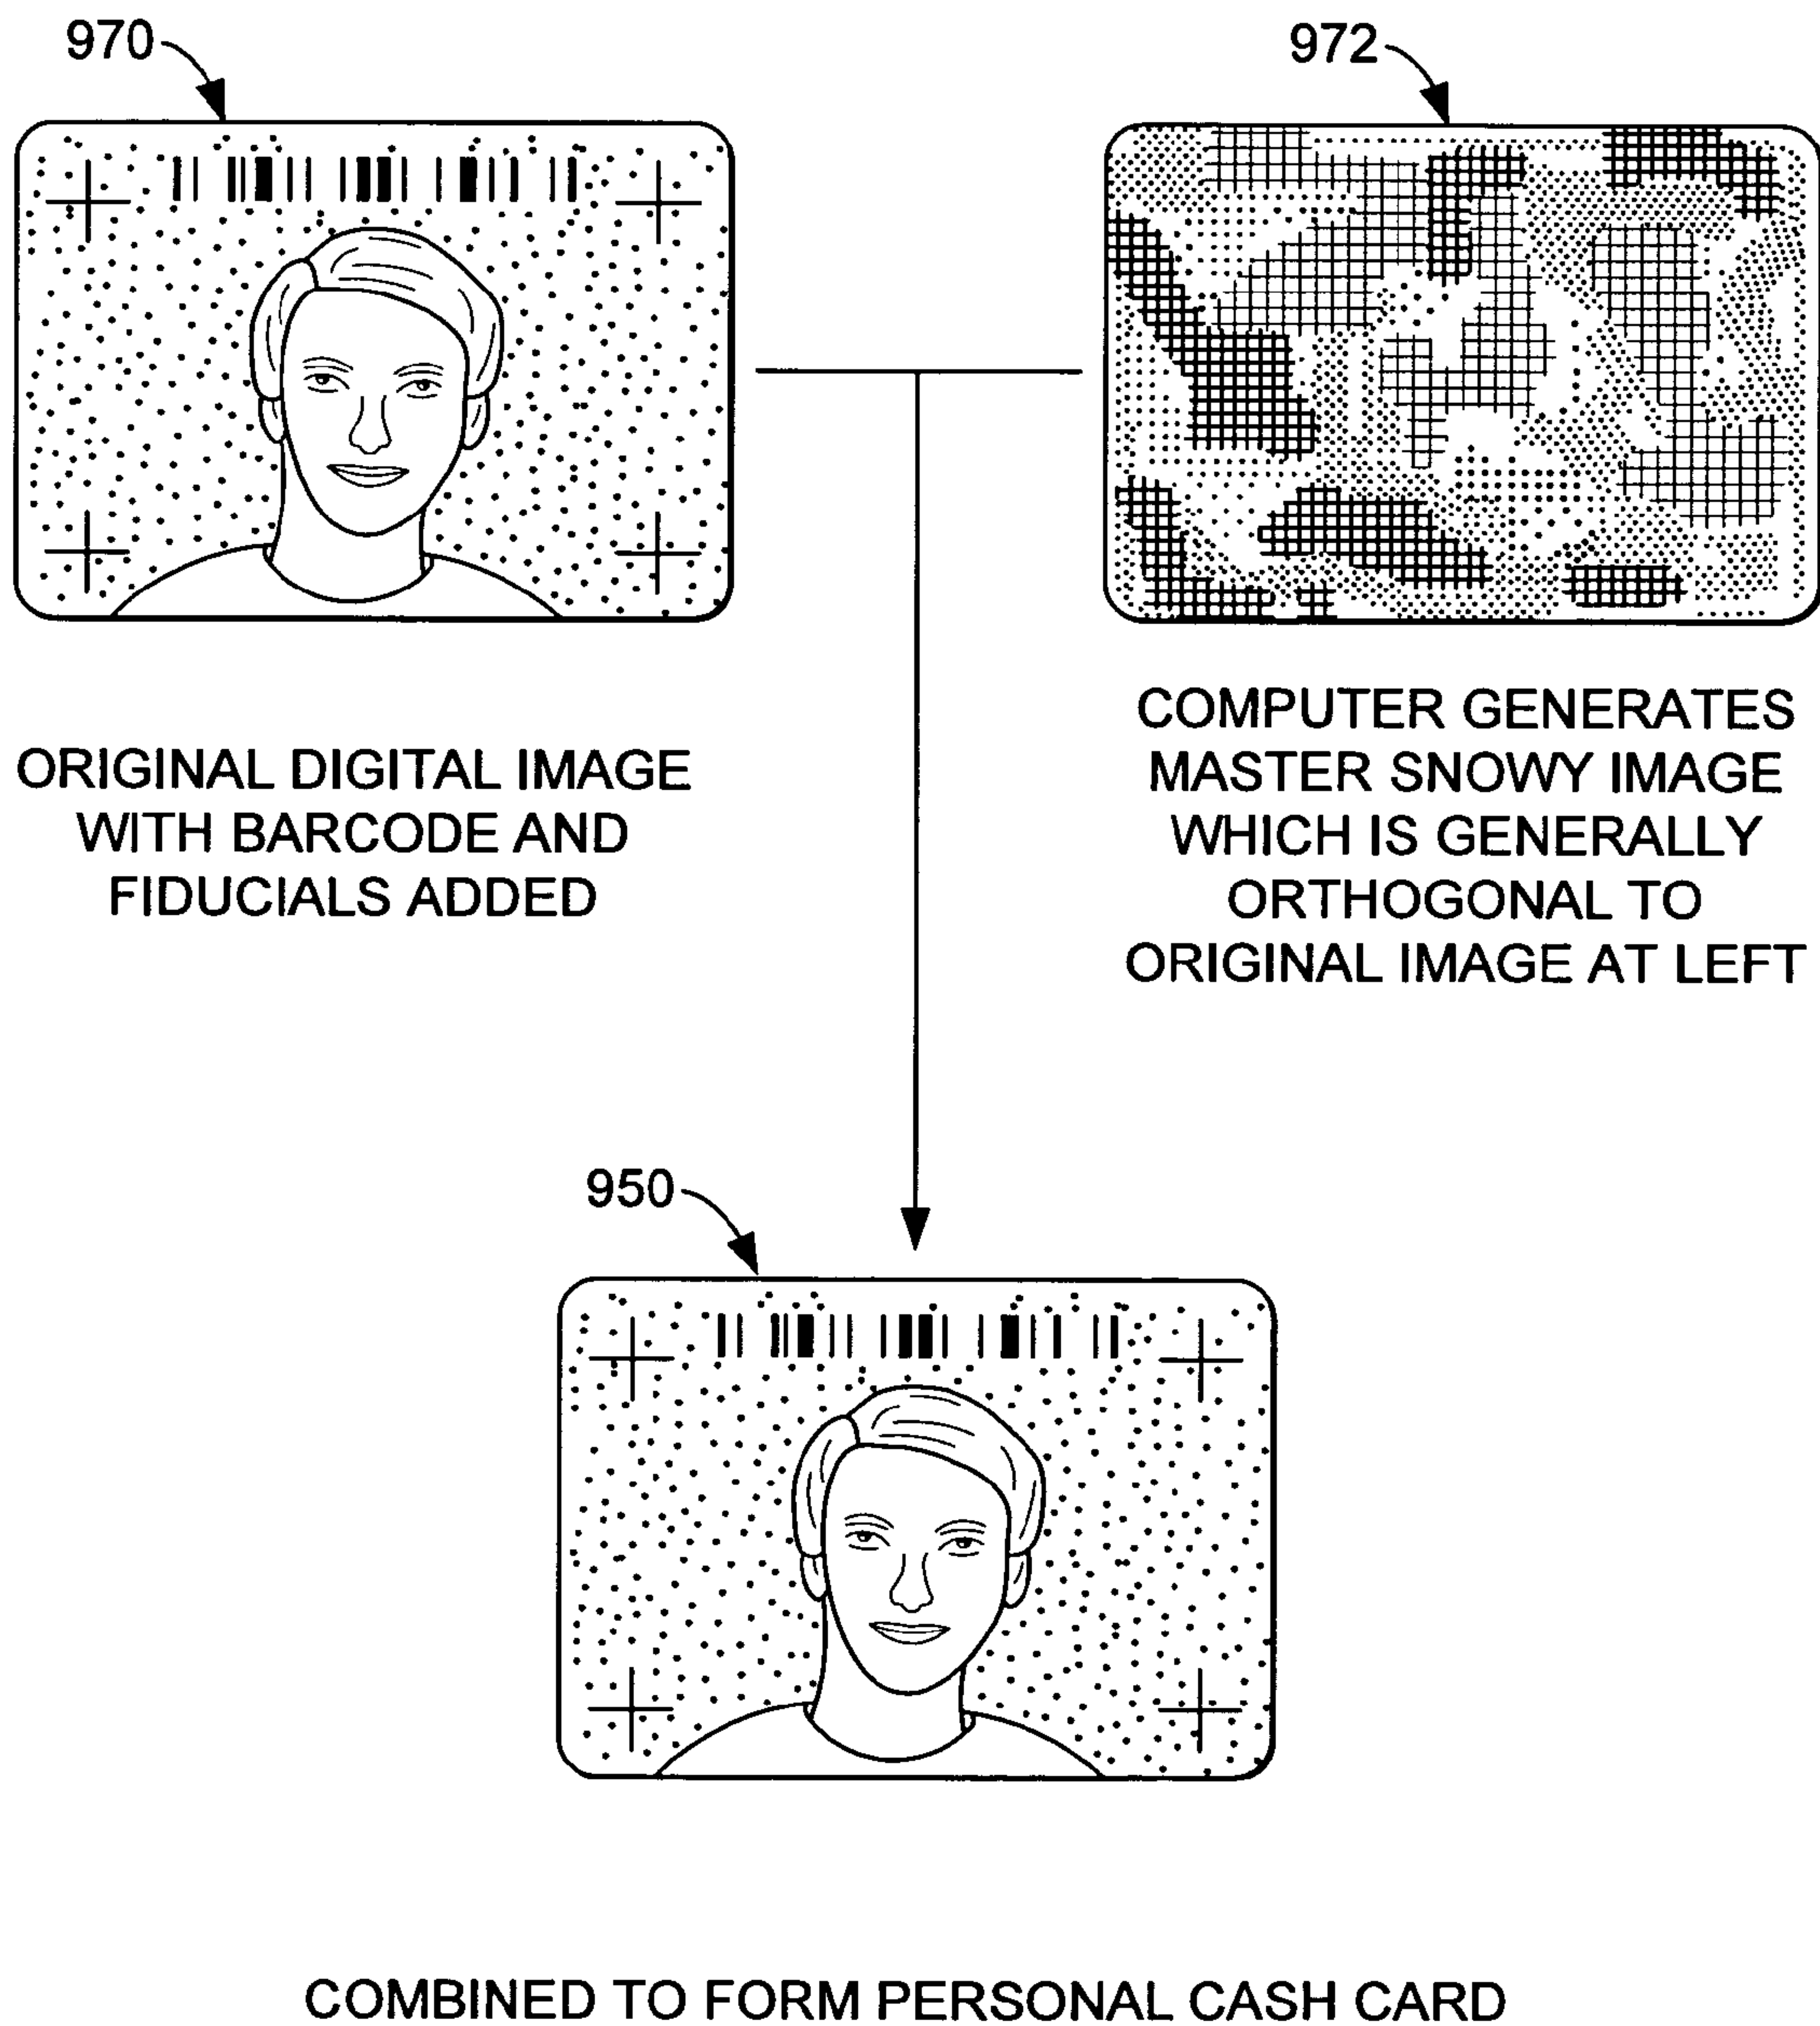 970
972
ORIGINAL DIGITAL IMAGE
WITH BARCODE AND
FIDUCIALS ADDED
COMPUTER GENERATES
MASTER SNOWY IMAGE
WHICH IS GENERALLY
ORTHOGONAL TO
ORIGINAL IMAGE AT LEFT
950
COMBINED TO FORM PERSONAL CASH CARD